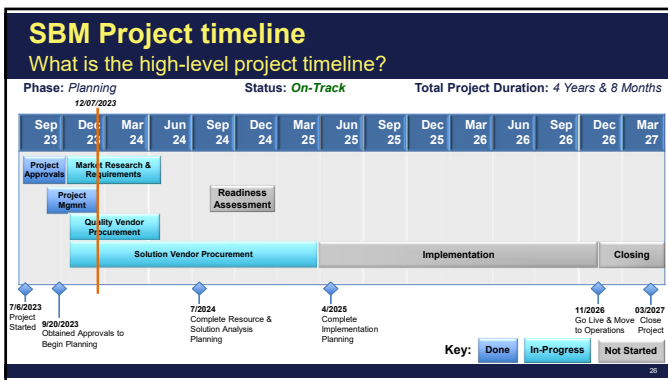 SBM Project timeline
What is the high-level project timeline?
Phase: Planning Status: On-Track Total Project Duration: 4 Years & 8 Months
12/07/2023
Sep 23 Dec 23 Mar 24 Jun 24 Sep 24 Dec 24 Mar 25 Jun 25 Sep 25 Dec 25 Mar 26 Jun 26 Sep 26 Dec 26 Mar 27
Project
Approvals
Market Research &
Requirements
Project
Mgmnt
Readiness
Assessment
Quality Vendor
Procurement
Solution Vendor Procurement
Implementation
Closing
7/6/2023
Project
Started
9/20/2023
Obtained Approvals to
Begin Planning
7/2024
Complete Resource &
Solution Analysis
Planning
4/2025
Complete
Implementation
Planning
11/2026
Go Live & Move
to Operations
03/2027
Close
Project
Key: Done In-Progress Not Started
26